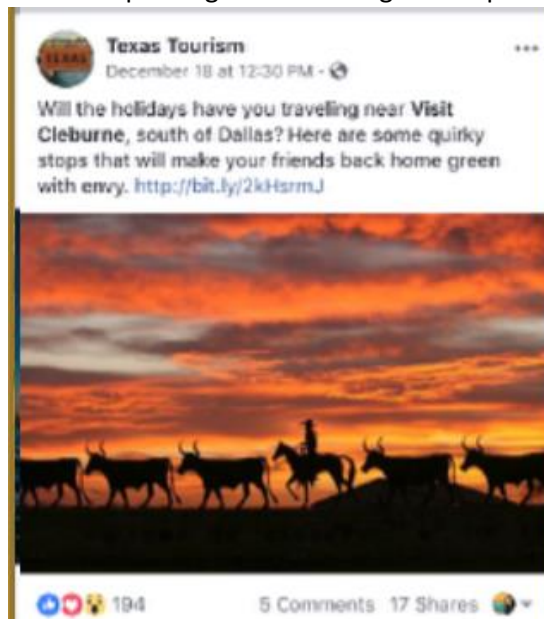 Texas Tourism
December 18 at 12:30 PM -
Will the holidays have you traveling near Visit
Cleburne, south of Dallas? Here are some quirky
stops that will make your friends back home green
with envy. http://bit.ly/2kHsrmJ
194
5 Comments 17 Shares